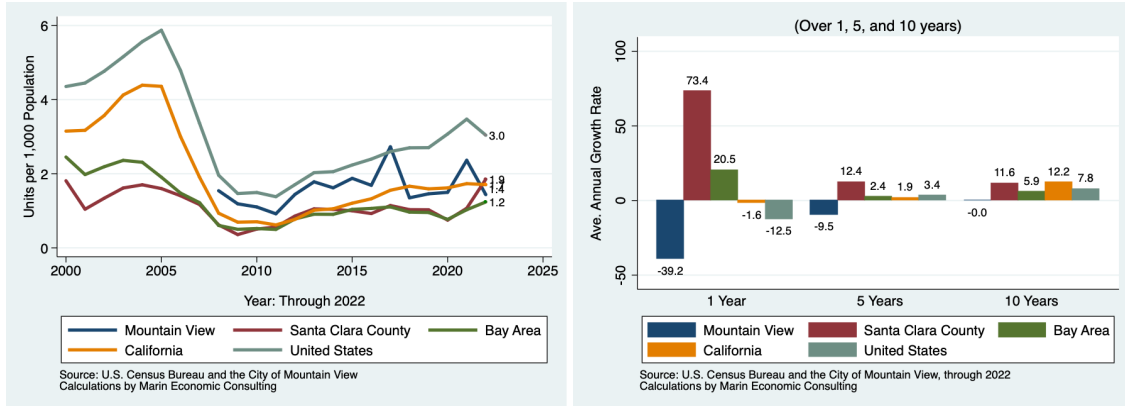 6
4
2
0
Units per 1,000 Population
3.0
1.9
1.4
1.2
2000 2005 2010 2015 2020 2025
Year: Through 2022
Mountain View Santa Clara County Bay Area
California United States
Source: U.S. Census Bureau and the City of Mountain View
Calculations by Marin Economic Consulting
(Over 1, 5, and 10 years)
100
50
0
-50
Ave. Annual Growth Rate
-39.2 73.4 20.5 -1.6 -12.5
-9.5 12.4 2.4 1.9 3.4
-0.0 11.6 5.9 12.2 7.8
1 Year 5 Years 10 Years
Mountain View Santa Clara County Bay Area
California United States
Source: U.S. Census Bureau and the City of Mountain View, through 2022
Calculations by Marin Economic Consulting